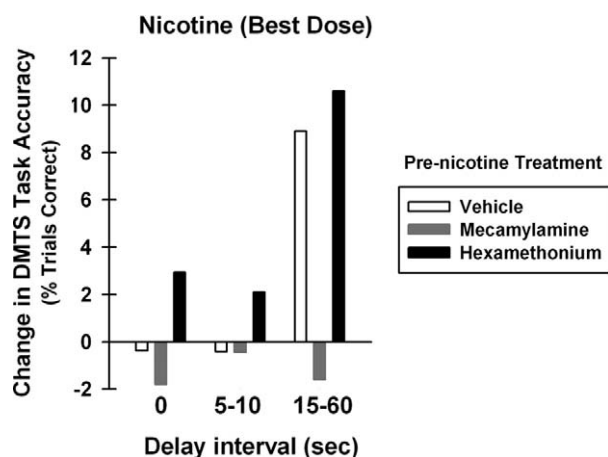 Nicotine (Best Dose)
Change in DMTS Task Accuracy
(% Trials Correct)
12
10
8
6
4
2
0
-2
0 5-10 15-60
Delay interval (sec)
Pre-nicotine Treatment
Vehicle
Mecamylamine
Hexamethonium